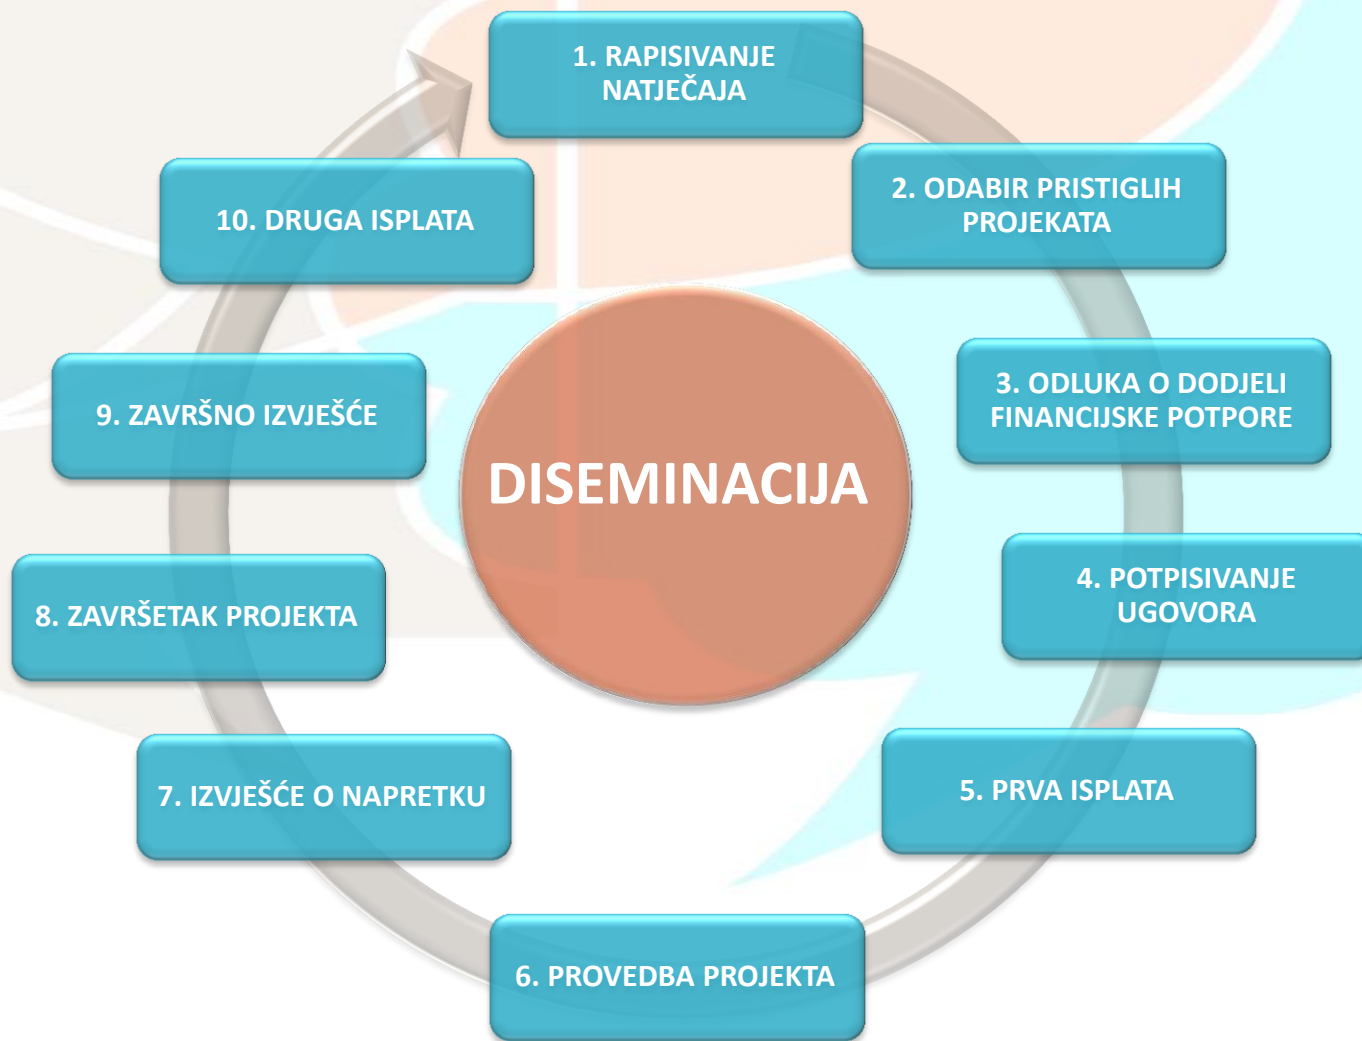 1. RAPISIVANJE
NATJEČAJA
2. ODABIR PRISTIGLIH
PROJEKATA
3. ODLUKA O DODJELI
FINANCIJSKE POTPORE
4. POTPISIVANJE
UGOVORA
5. PRVA ISPLATA
6. PROVEDBA PROJEKTA
7. IZVJEŠĆE O NAPRETKU
8. ZAVRŠETAK PROJEKTA
9. ZAVRŠNO IZVJEŠĆE
10. DRUGA ISPLATA
DISEMINACIJA